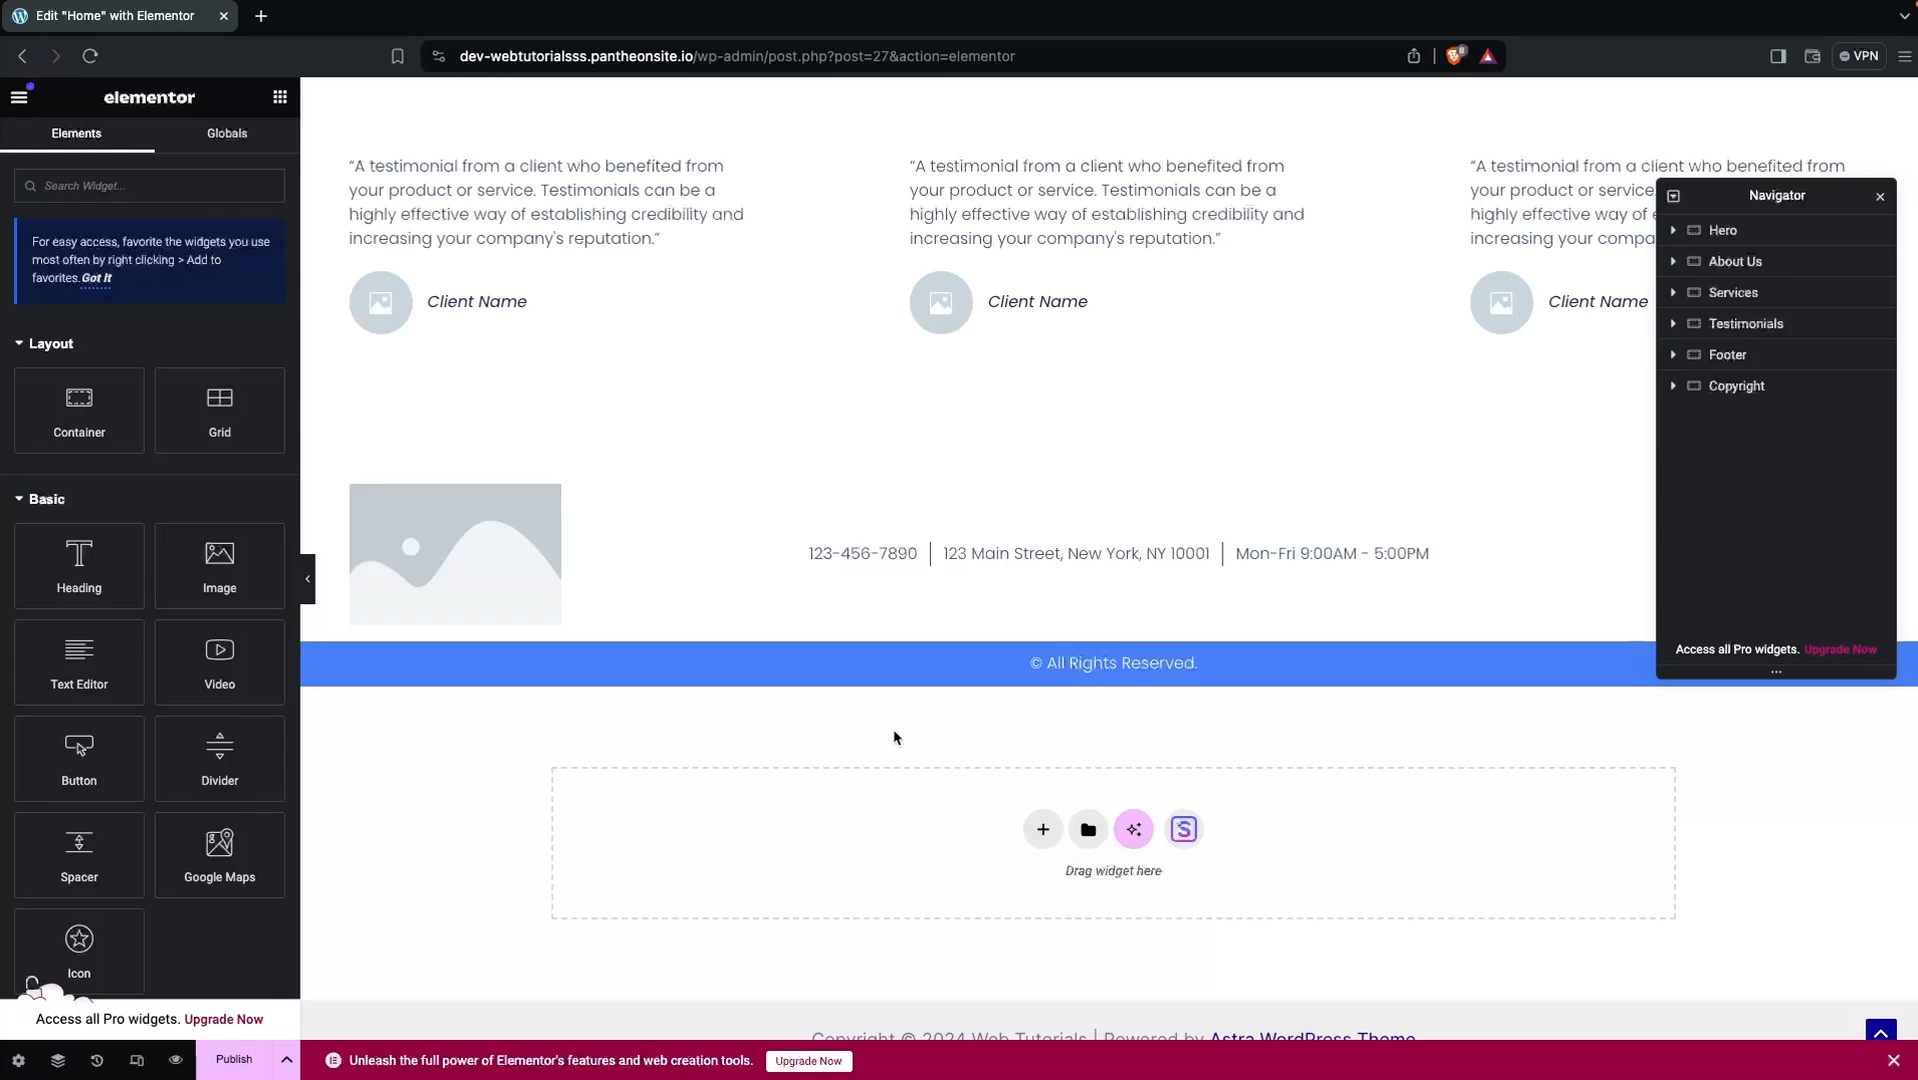 Edit "Home" with Elementor
dev-webtutorialsss.pantheonsite.io/wp-admin/post.php?post=27&action=elementor
8
VPN
elementor
Elements
Globals
Search Widget...
For easy access, favorite the widgets you use
most often by right clicking > Add to
favorites. Got It
Layout
Container
Grid
Basic
Heading
Image
Text Editor
Video
Button
Divider
Spacer
Google Maps
Icon
Access all Pro widgets. Upgrade Now
Publish
“A testimonial from a client who benefited from
your product or service. Testimonials can be a
highly effective way of establishing credibility and
increasing your company's reputation.”
Client Name
“A testimonial from a client who benefited from
your product or service. Testimonials can be a
highly effective way of establishing credibility and
increasing your company's reputation.”
Client Name
“A testimonial from a client who benefited from
your product or service
highly effective way of e
increasing your compa
Client Name
Navigator
Hero
About Us
Services
Testimonials
Footer
Copyright
Access all Pro widgets. Upgrade Now
123-456-7890
123 Main Street, New York, NY 10001
Mon-Fri 9:00AM - 5:00PM
© All Rights Reserved.
Drag widget here
Copyright © 2024 Web Tutorials | Powered by Astra WordPress Theme
Unleash the full power of Elementor's features and web creation tools. Upgrade Now